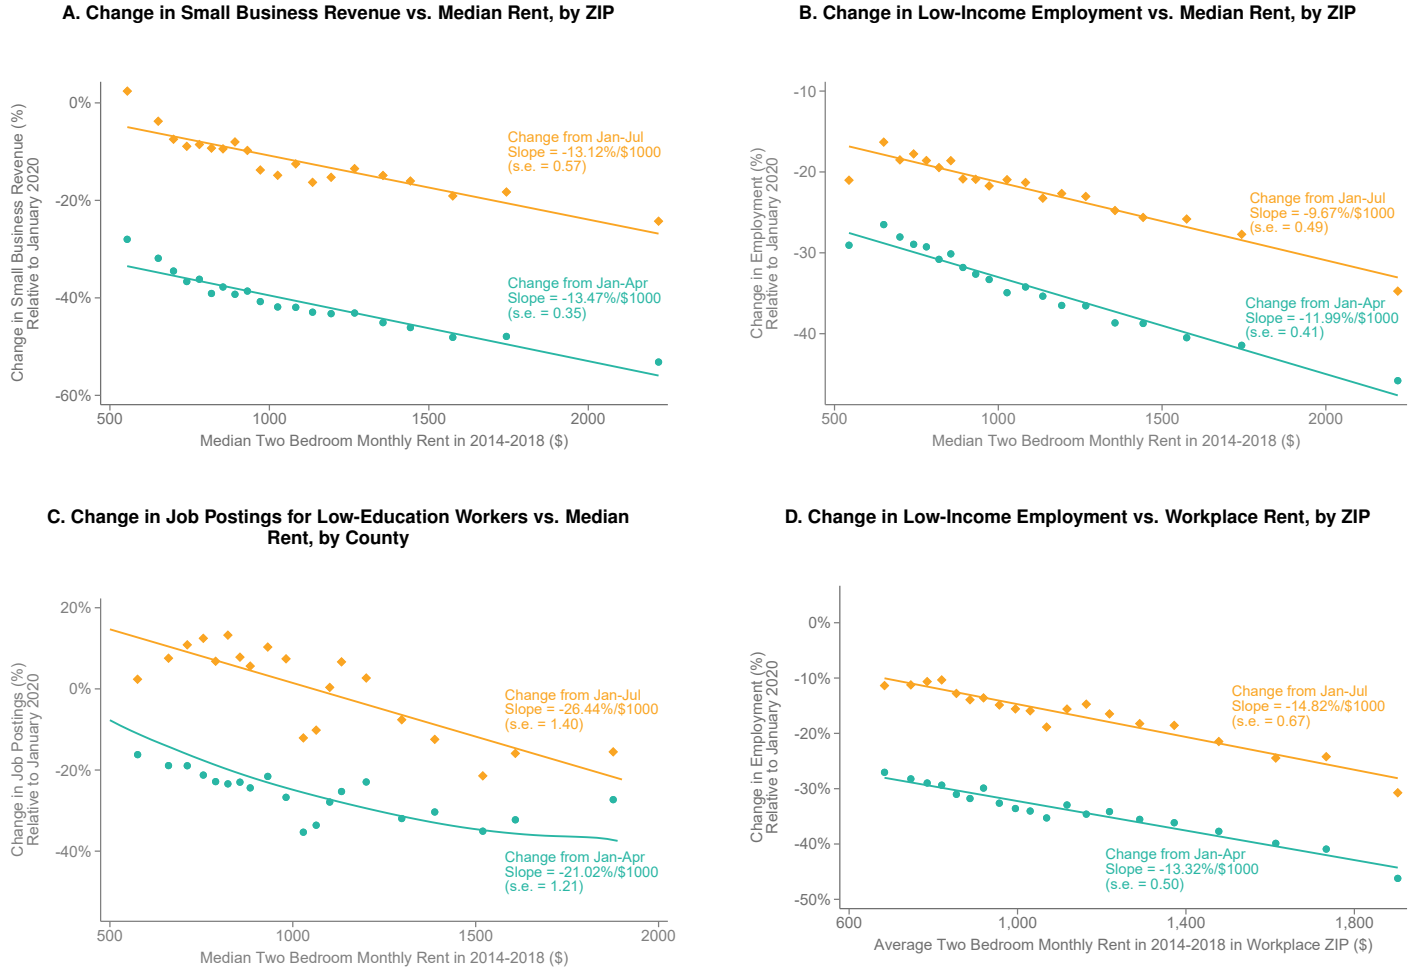 A. Change in Small Business Revenue vs. Median Rent, by ZIP
Change in Small Business Revenue (%)
Relative to January 2020
0%
-20%
-40%
-60%
Change from Jan-Jul
Slope = -13.12%/$1000
(s.e. = 0.57)
Change from Jan-Apr
Slope = -13.47%/$1000
(s.e. = 0.35)
500 1000 1500 2000
Median Two Bedroom Monthly Rent in 2014-2018 ($)
B. Change in Low-Income Employment vs. Median Rent, by ZIP
Change in Employment (%)
Relative to January 2020
-10
-20
-30
-40
Change from Jan-Jul
Slope = -9.67%/$1000
(s.e. = 0.49)
Change from Jan-Apr
Slope = -11.99%/$1000
(s.e. = 0.41)
500 1000 1500 2000
Median Two Bedroom Monthly Rent in 2014-2018 ($)
C. Change in Job Postings for Low-Education Workers vs. Median
Rent, by County
Change in Job Postings (%)
Relative to January 2020
20%
0%
-20%
-40%
Change from Jan-Jul
Slope = -26.44%/$1000
(s.e. = 1.40)
Change from Jan-Apr
Slope = -21.02%/$1000
(s.e. = 1.21)
500 1000 1500 2000
Median Two Bedroom Monthly Rent in 2014-2018 ($)
D. Change in Low-Income Employment vs. Workplace Rent, by ZIP
Change in Employment (%)
Relative to January 2020
0%
-10%
-20%
-30%
-40%
-50%
Change from Jan-Jul
Slope = -14.82%/$1000
(s.e. = 0.67)
Change from Jan-Apr
Slope = -13.32%/$1000
(s.e. = 0.50)
600 1,000 1,400 1,800
Average Two Bedroom Monthly Rent in 2014-2018 in Workplace ZIP ($)